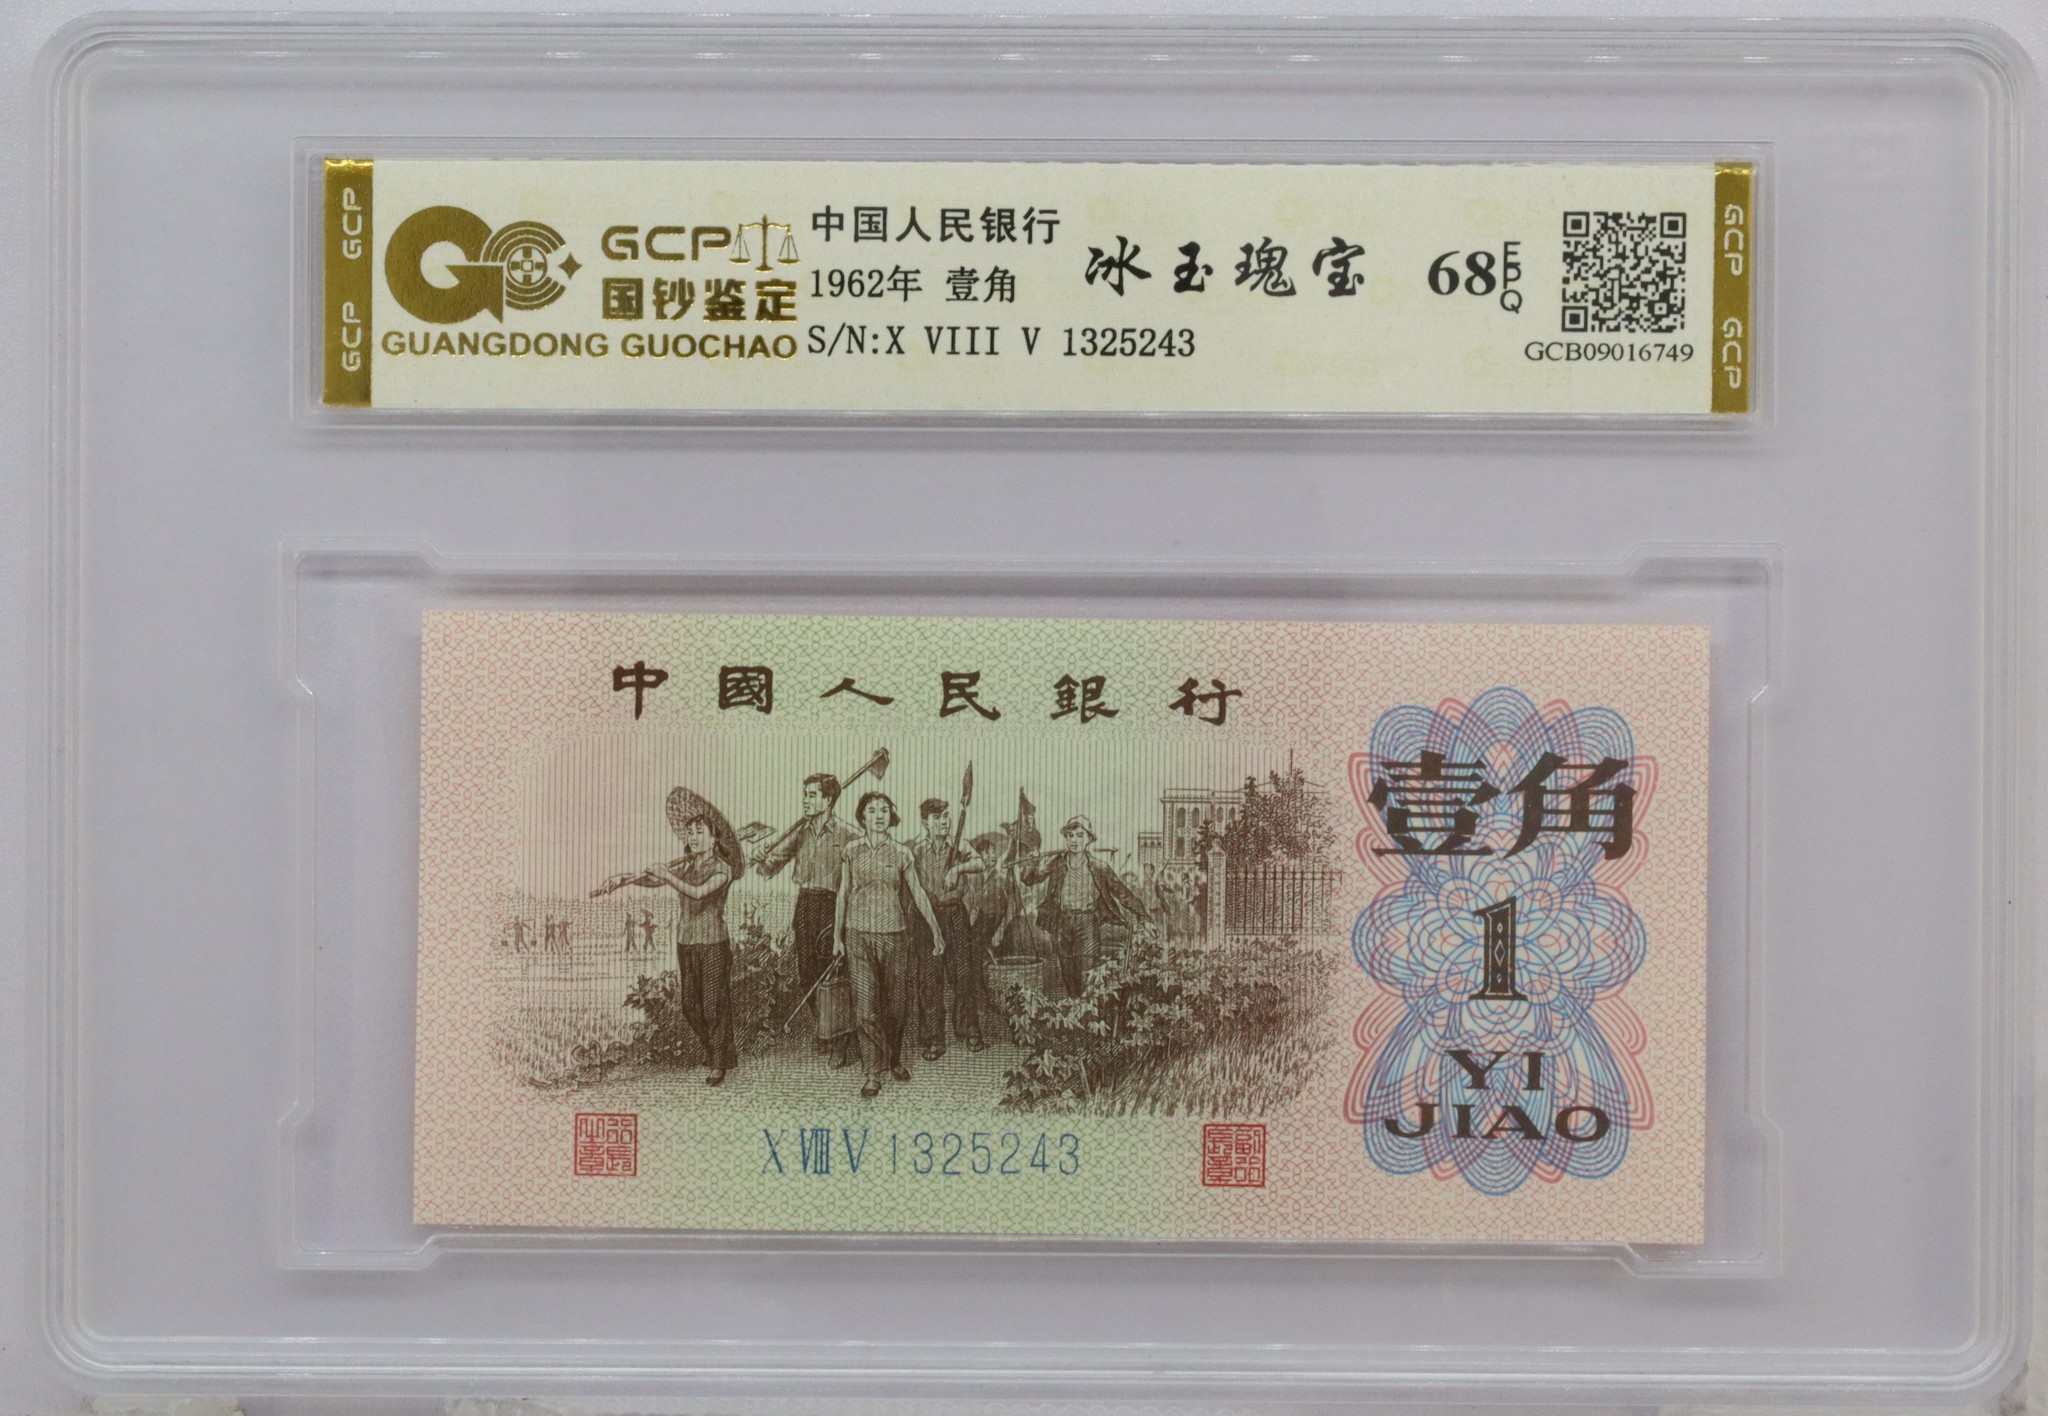 GCP
GCP
GCP
国钞鉴定
GUANGDONG GUOCHAO
中国人民银行
1962年 壹角
S/N:X VIII V 1325243
冰玉瑰宝
68 EPQ
GCB09016749
GCP
GCP
中國人民銀行
壹角
1
YI
JIAO
X VIII V 1325243